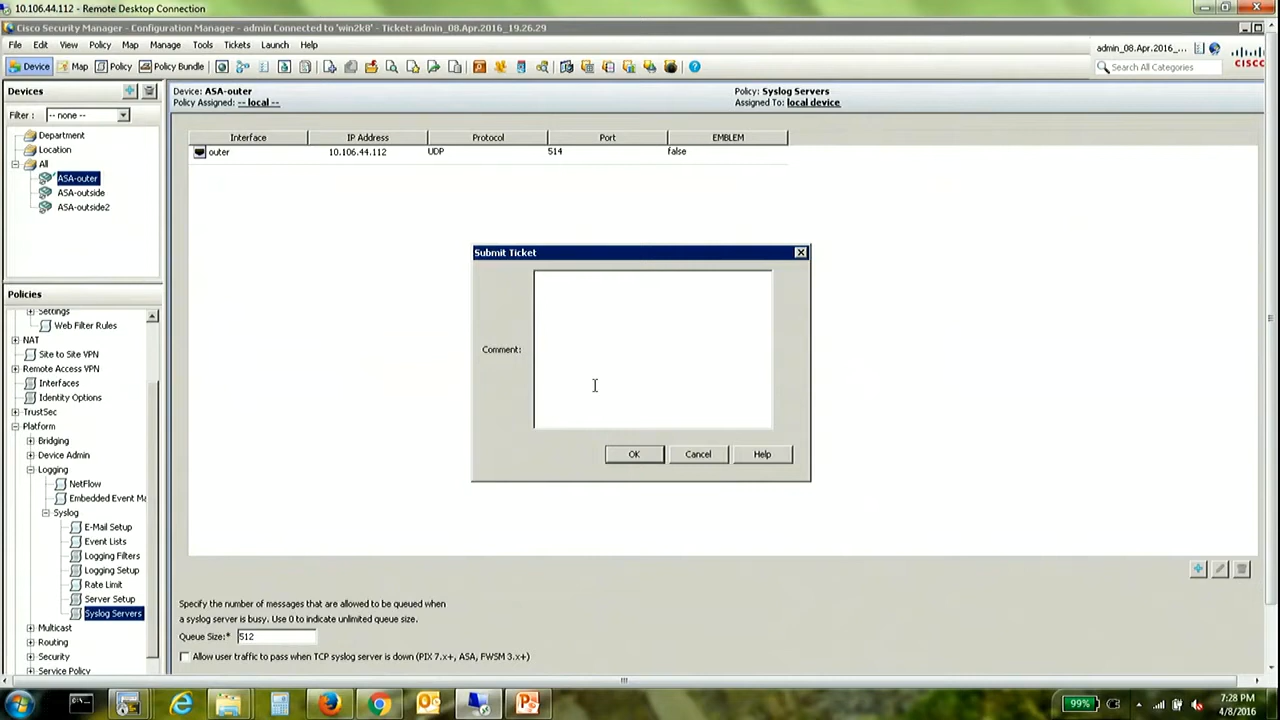 10.106.44.112 - Remote Desktop Connection
Cisco Security Manager - Configuration Manager - admin Connected to 'win2k8' - Ticket: admin_08.Apr.2016_19.26.29
File Edit View Policy Map Manage Tools Tickets Launch Help
admin_08.Apr.2016_...
Device Map Policy Policy Bundle
Search All Categories
CISCO
Devices
Filter : -- none --
Department
Location
All
ASA-outer
ASA-outside
ASA-outside2
Policies
Settings
Web Filter Rules
NAT
Site to Site VPN
Remote Access VPN
Interfaces
Identity Options
TrustSec
Platform
Bridging
Device Admin
Logging
NetFlow
Embedded Event Ma
Syslog
E-Mail Setup
Event Lists
Logging Filters
Logging Setup
Rate Limit
Server Setup
Syslog Servers
Multicast
Routing
Security
Service Policy
Device: ASA-outer
Policy: Syslog Servers
Policy Assigned: -- local --
Assigned To: local device
Interface IP Address Protocol Port EMBLEM
outer 10.106.44.112 UDP 514 false
Submit Ticket
Comment:
OK Cancel Help
Specify the number of messages that are allowed to be queued when
a syslog server is busy. Use 0 to indicate unlimited queue size.
Queue Size:* 512
Allow user traffic to pass when TCP syslog server is down (PIX 7.x+, ASA, FWSM 3.x+)
99%
7:28 PM
4/8/2016